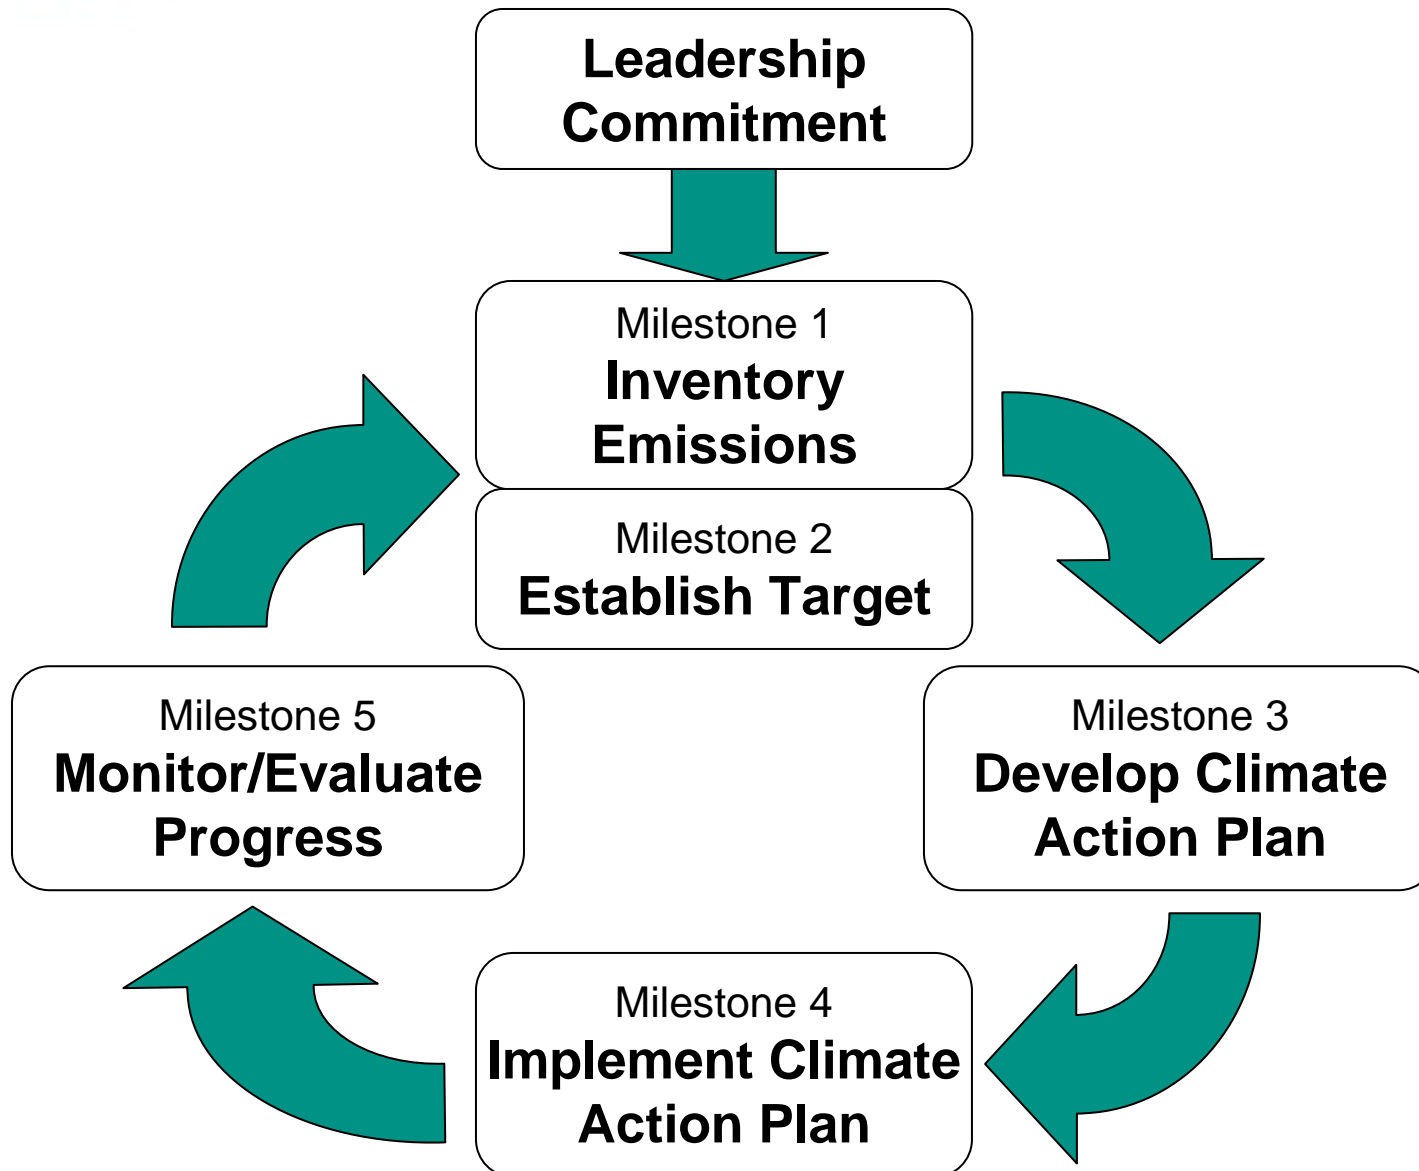 Leadership
Commitment
Milestone 1
Inventory
Emissions
Milestone 2
Establish Target
Milestone 3
Develop Climate
Action Plan
Milestone 4
Implement Climate
Action Plan
Milestone 5
Monitor/Evaluate
Progress